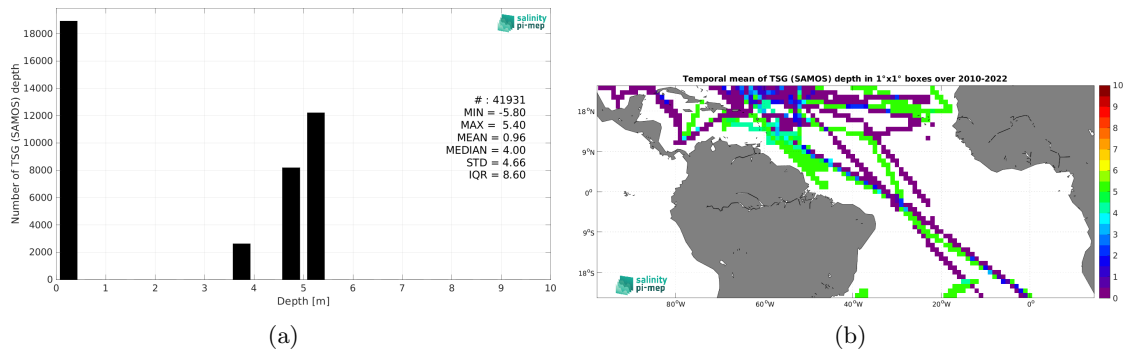 salinity
pi-mep
18000
16000
14000
12000
10000
8000
6000
4000
2000
0
Number of TSG (SAMOS) depth
# : 41931
MIN = -5.80
MAX = 5.40
MEAN = 0.96
MEDIAN = 4.00
STD = 4.66
IQR = 8.60
0 1 2 3 4 5 6 7 8 9 10
Depth [m]
(a)
Temporal mean of TSG (SAMOS) depth in 1°x1° boxes over 2010-2022
18°N
9°N
0°
9°S
18°S
80°W 60°W 40°W 20°W 0°
salinity
pi-mep
10
9
8
7
6
5
4
3
2
1
0
(b)